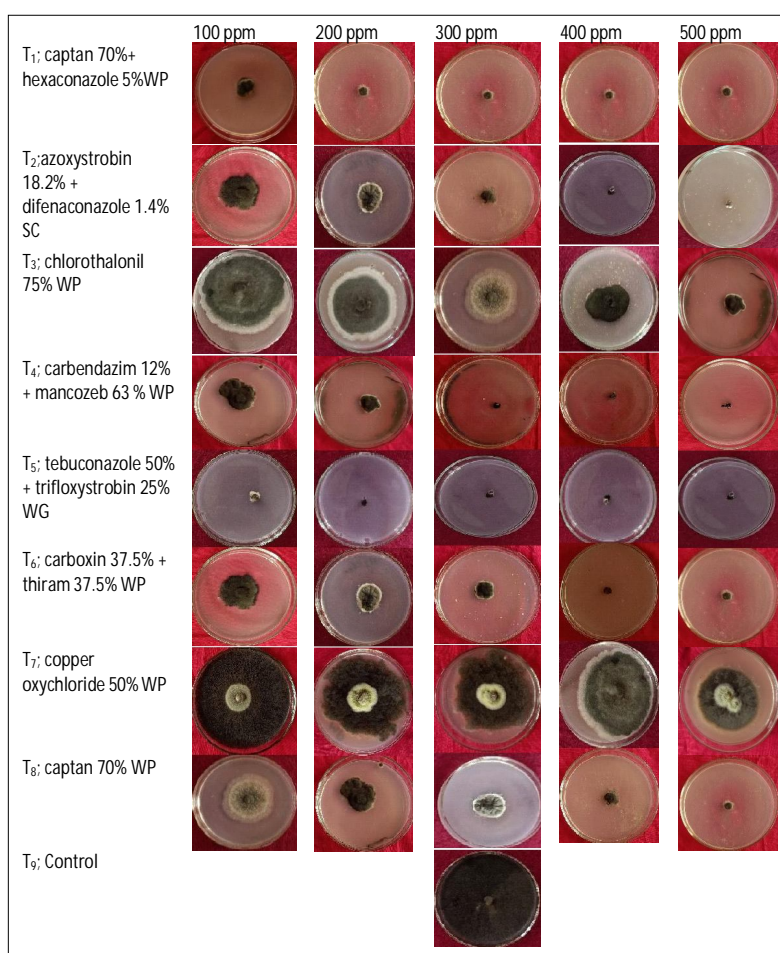 100 ppm 200 ppm 300 ppm 400 ppm 500 ppm
T₁; captan 70%+
hexaconazole 5%WP
T₂;azoxystrobin
18.2% +
difenaconazole 1.4%
SC
T₃; chlorothalonil
75% WP
T₄; carbendazim 12%
+ mancozeb 63 % WP
T₅; tebuconazole 50%
+ trifloxystrobin 25%
WG
T₆; carboxin 37.5% +
thiram 37.5% WP
T₇; copper
oxychloride 50% WP
T₈; captan 70% WP
T₉; Control